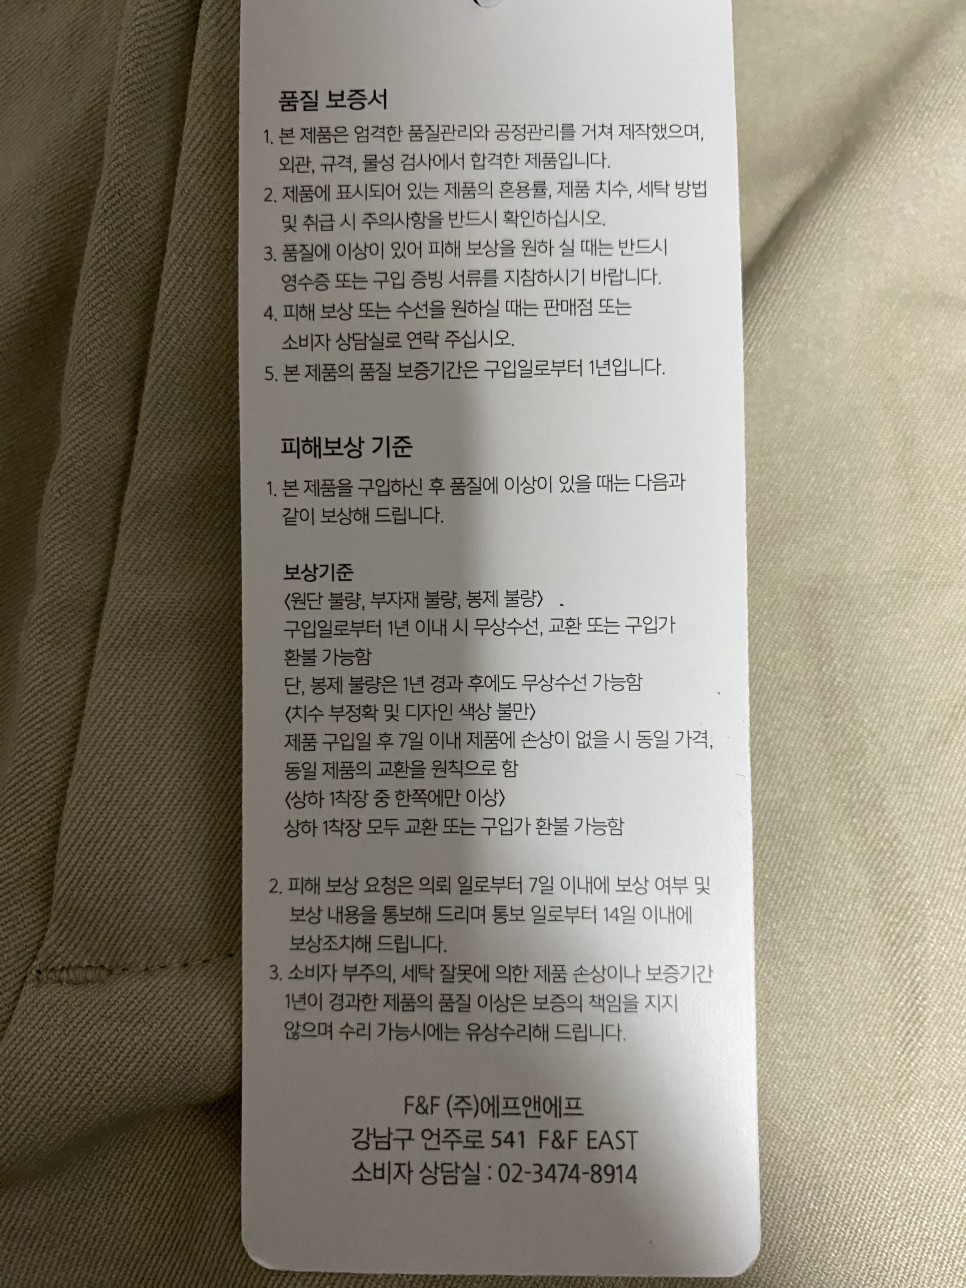 품질 보증서
1. 본 제품은 엄격한 품질관리와 공정관리를 거쳐 제작했으며,
외관, 규격, 물성 검사에서 합격한 제품입니다.
2. 제품에 표시되어 있는 제품의 혼용률, 제품 치수, 세탁 방법
및 취급 시 주의사항을 반드시 확인하십시오.
3. 품질에 이상이 있어 피해 보상을 원하 실 때는 반드시
영수증 또는 구입 증빙 서류를 지참하시기 바랍니다.
4. 피해 보상 또는 수선을 원하실 때는 판매점 또는
소비자 상담실로 연락 주십시오.
5. 본 제품의 품질 보증기간은 구입일로부터 1년입니다.
피해보상 기준
1. 본 제품을 구입하신 후 품질에 이상이 있을 때는 다음과
같이 보상해 드립니다.
보상기준
〈원단 불량, 부자재 불량, 봉제 불량〉
구입일로부터 1년 이내 시 무상수선, 교환 또는 구입가
환불 가능함
단, 봉제 불량은 1년 경과 후에도 무상수선 가능함
〈치수 부정확 및 디자인 색상 불만〉
제품 구입일 후 7일 이내 제품에 손상이 없을 시 동일 가격,
동일 제품의 교환을 원칙으로 함
〈상하 1착장 중 한쪽에만 이상〉
상하 1착장 모두 교환 또는 구입가 환불 가능함
2. 피해 보상 요청은 의뢰 일로부터 7일 이내에 보상 여부 및
보상 내용을 통보해 드리며 통보 일로부터 14일 이내에
보상조치해 드립니다.
3. 소비자 부주의, 세탁 잘못에 의한 제품 손상이나 보증기간
1년이 경과한 제품의 품질 이상은 보증의 책임을 지지
않으며 수리 가능시에는 유상수리해 드립니다.
F&F (주)에프앤에프
강남구 언주로 541 F&F EAST
소비자 상담실 : 02-3474-8914